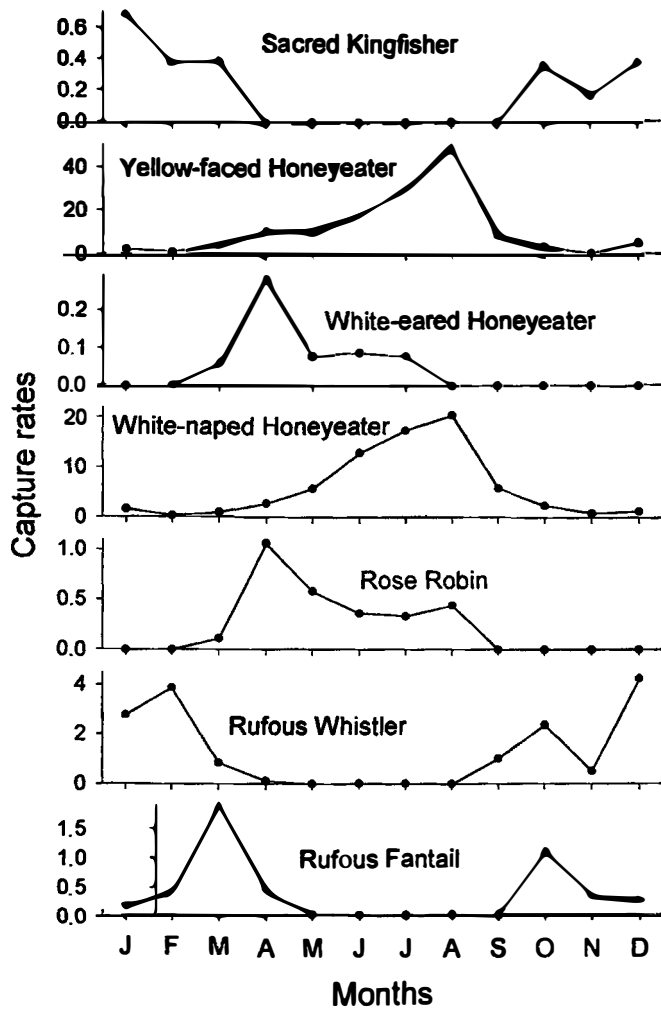 Capture rates
0.6
Sacred Kingfisher
0.4
0.2
0.0
Yellow-faced Honeyeater
40
20
0
0.2
White-eared Honeyeater
0.1
0.0
20
White-naped Honeyeater
10
0
1.0
Rose Robin
0.5
0.0
4
Rufous Whistler
2
0
1.5
1.0
Rufous Fantail
0.5
0.0
J F M A M J J A S O N D
Months